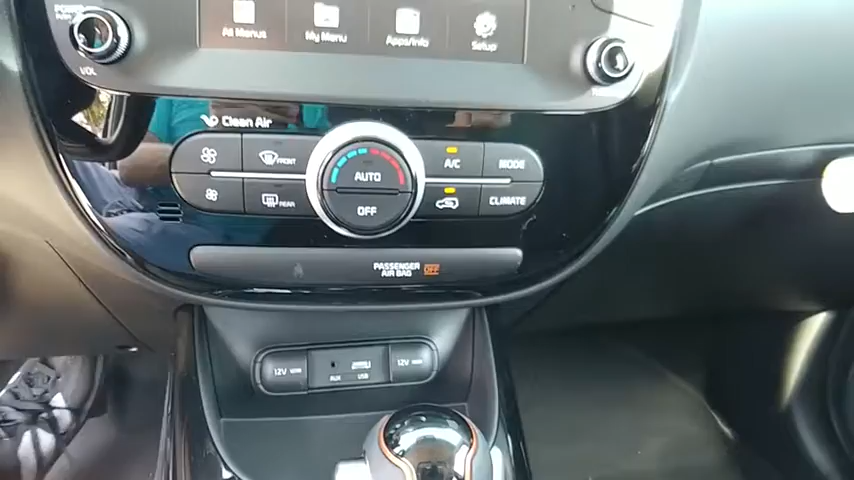 POWER
VOL
All Menus
My Menu
Apps/Info
Setup
Clean Air
FRONT
REAR
AUTO
OFF
A/C
MODE
CLIMATE
PASSENGER
AIR BAG OFF
12V
AUX
USB
12V